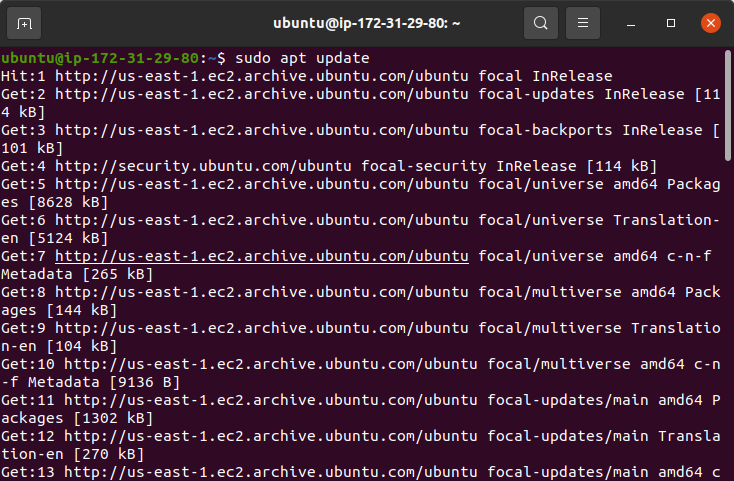 ubuntu@ip-172-31-29-80: ~
ubuntu@ip-172-31-29-80:~$ sudo apt update
Hit:1 http://us-east-1.ec2.archive.ubuntu.com/ubuntu focal InRelease
Get:2 http://us-east-1.ec2.archive.ubuntu.com/ubuntu focal-updates InRelease [11
4 kB]
Get:3 http://us-east-1.ec2.archive.ubuntu.com/ubuntu focal-backports InRelease [
101 kB]
Get:4 http://security.ubuntu.com/ubuntu focal-security InRelease [114 kB]
Get:5 http://us-east-1.ec2.archive.ubuntu.com/ubuntu focal/universe amd64 Packag
es [8628 kB]
Get:6 http://us-east-1.ec2.archive.ubuntu.com/ubuntu focal/universe Translation-
en [5124 kB]
Get:7 http://us-east-1.ec2.archive.ubuntu.com/ubuntu focal/universe amd64 c-n-f
Metadata [265 kB]
Get:8 http://us-east-1.ec2.archive.ubuntu.com/ubuntu focal/multiverse amd64 Pack
ages [144 kB]
Get:9 http://us-east-1.ec2.archive.ubuntu.com/ubuntu focal/multiverse Translatio
n-en [104 kB]
Get:10 http://us-east-1.ec2.archive.ubuntu.com/ubuntu focal/multiverse amd64 c-n
-f Metadata [9136 B]
Get:11 http://us-east-1.ec2.archive.ubuntu.com/ubuntu focal-updates/main amd64 P
ackages [1302 kB]
Get:12 http://us-east-1.ec2.archive.ubuntu.com/ubuntu focal-updates/main Transla
tion-en [270 kB]
Get:13 http://us-east-1.ec2.archive.ubuntu.com/ubuntu focal-updates/main amd64 c